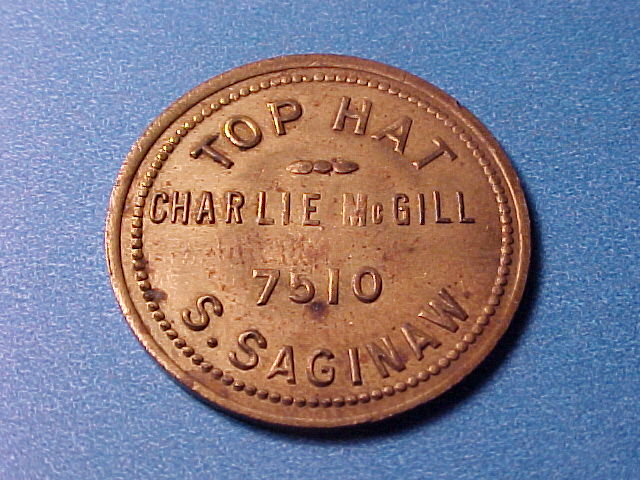 TOP HAT
CHARLIE McGILL
7510
S. SAGINAW.